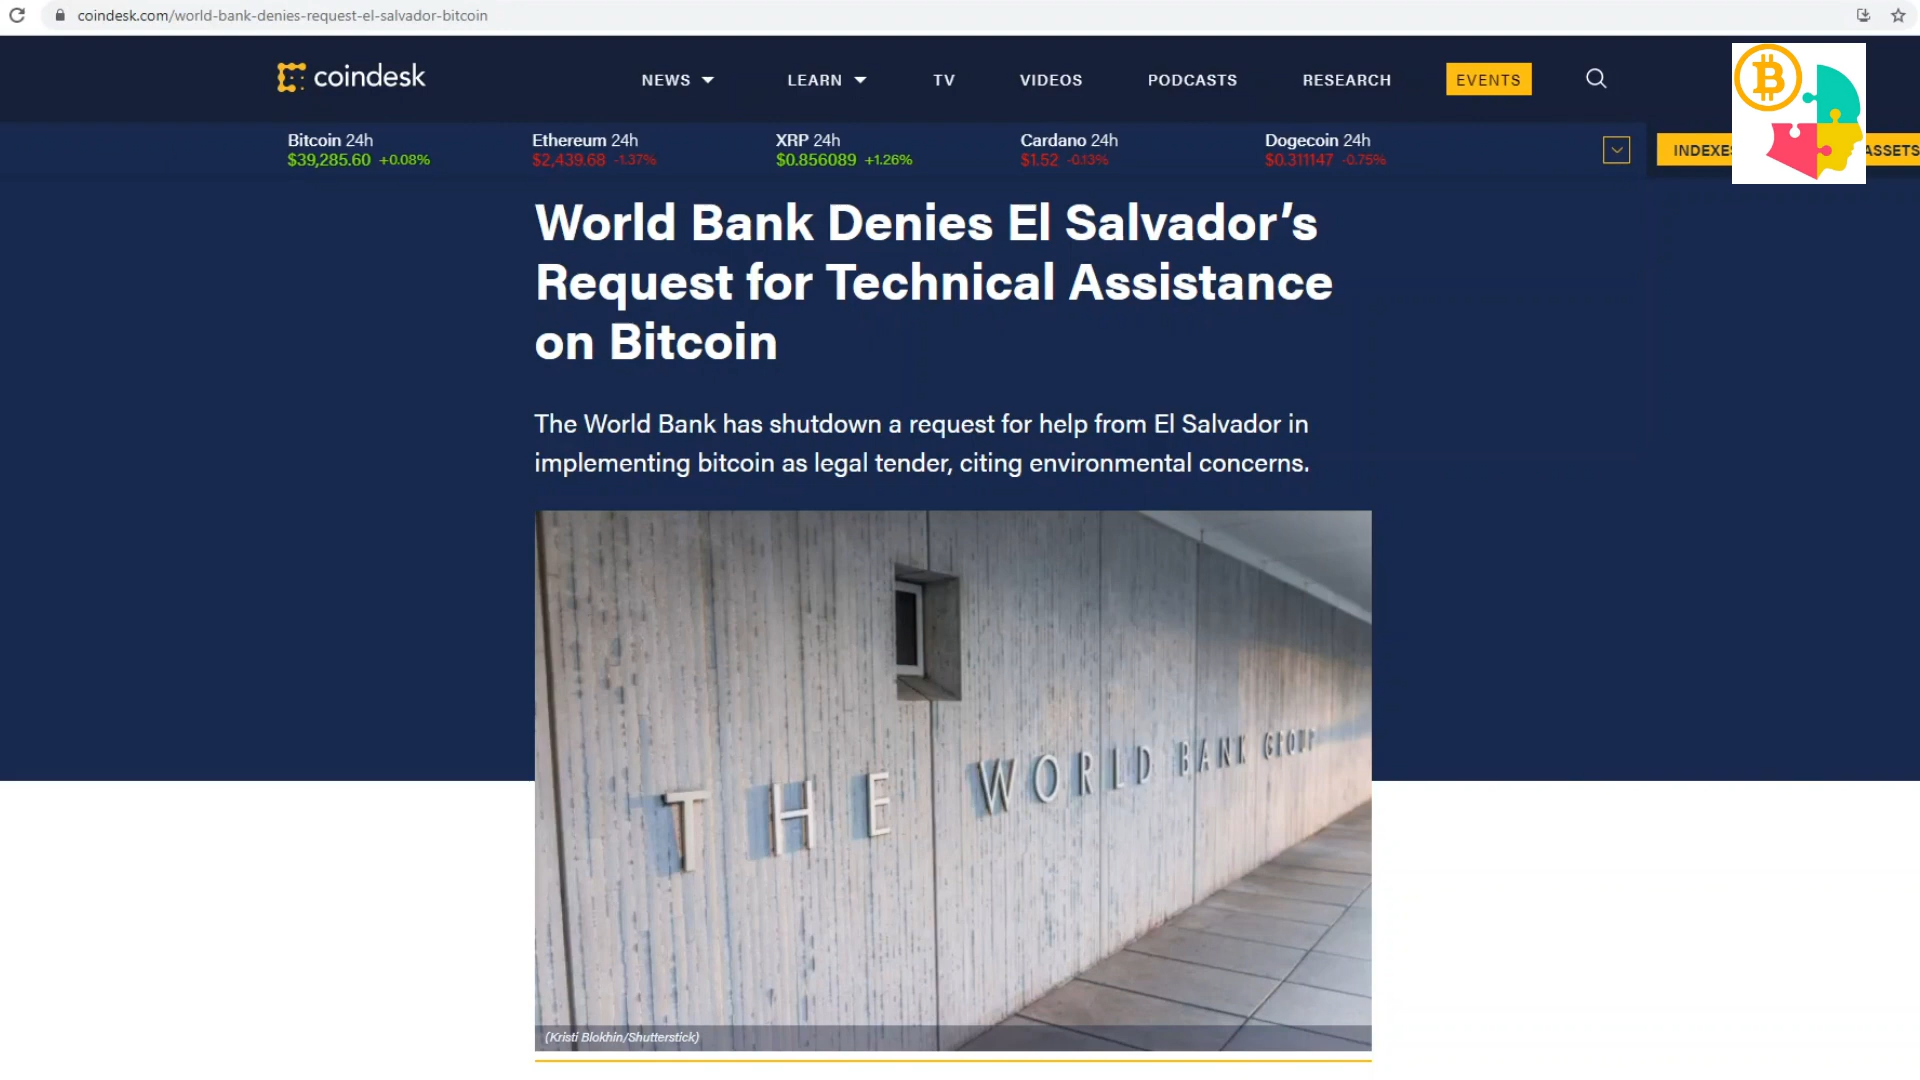 coindesk.com/world-bank-denies-request-el-salvador-bitcoin
coindesk
NEWS
LEARN
TV
VIDEOS
PODCASTS
RESEARCH
EVENTS
Bitcoin 24h
$39,285.60 +0.08%
Ethereum 24h
$2,439.68 -1.37%
XRP 24h
$0.856089 +1.26%
Cardano 24h
$1.52 -0.13%
Dogecoin 24h
$0.311147 -0.75%
INDEXES
ASSETS
World Bank Denies El Salvador’s
Request for Technical Assistance
on Bitcoin
The World Bank has shutdown a request for help from El Salvador in
implementing bitcoin as legal tender, citing environmental concerns.
THE WORLD BANK GROUP
(Kristi Blokhin/Shutterstick)